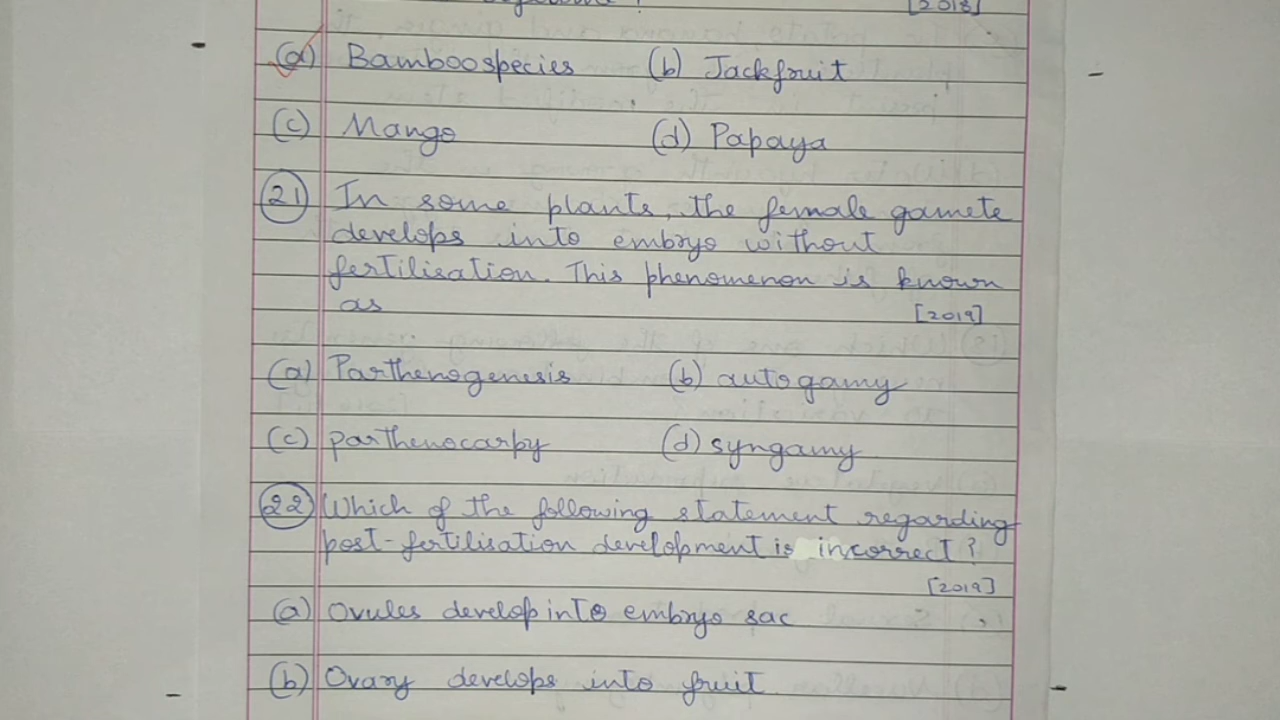 [2018]
(a) Bamboo species (b) Jackfruit
(c) Mango (d) Papaya
(21) In some plants, the female gamete
develops into embryo without
fertilisation. This phenomenon is known
as [2019]
(a) Parthenogenesis (b) autogamy
(c) parthenocarpy (d) syngamy
(22) Which of the following statement regarding
post-fertilisation development is incorrect?
[2019]
(a) Ovules develop into embryo sac
(b) Ovary develops into fruit